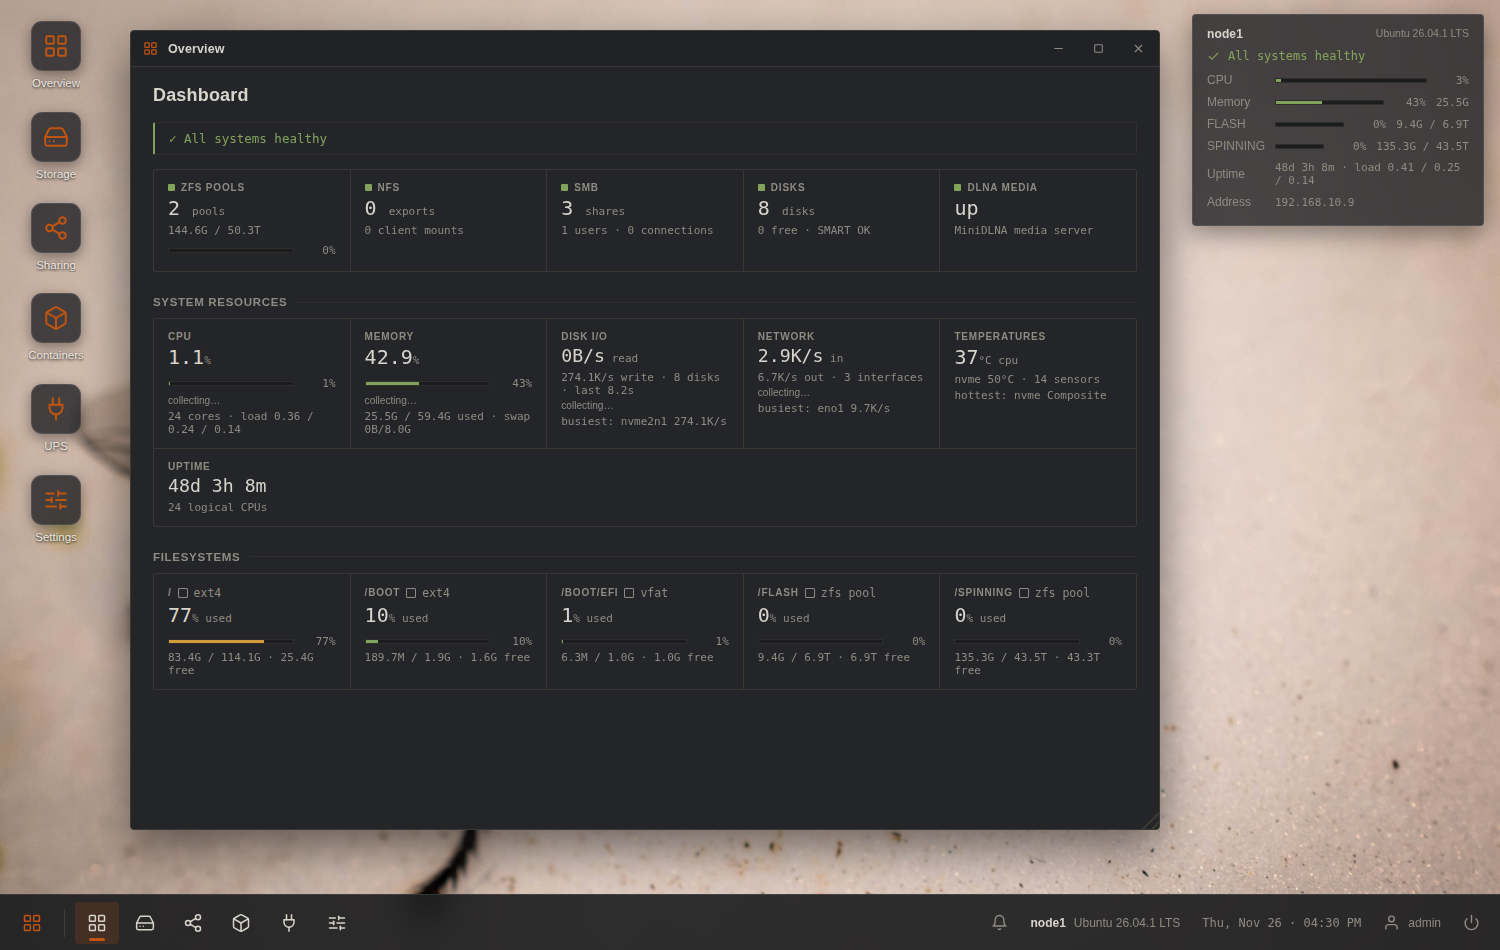 Overview
Storage
Sharing
Containers
UPS
Settings
Overview
Dashboard
✓ All systems healthy
ZFS POOLS
2 pools
144.6G / 50.3T
0%
NFS
0 exports
0 client mounts
SMB
3 shares
1 users · 0 connections
DISKS
8 disks
0 free · SMART OK
DLNA MEDIA
up
MiniDLNA media server
SYSTEM RESOURCES
CPU
1.1%
1%
collecting…
24 cores · load 0.36 /
0.24 / 0.14
MEMORY
42.9%
43%
collecting…
25.5G / 59.4G used · swap
0B/8.0G
DISK I/O
0B/s read
274.1K/s write · 8 disks
· last 8.2s
collecting…
busiest: nvme2n1 274.1K/s
NETWORK
2.9K/s in
6.7K/s out · 3 interfaces
collecting…
busiest: eno1 9.7K/s
TEMPERATURES
37°C cpu
nvme 50°C · 14 sensors
hottest: nvme Composite
UPTIME
48d 3h 8m
24 logical CPUs
FILESYSTEMS
/ ext4
77% used
77%
83.4G / 114.1G · 25.4G
free
/BOOT ext4
10% used
10%
189.7M / 1.9G · 1.6G free
/BOOT/EFI vfat
1% used
1%
6.3M / 1.0G · 1.0G free
/FLASH zfs pool
0% used
0%
9.4G / 6.9T · 6.9T free
/SPINNING zfs pool
0% used
0%
135.3G / 43.5T · 43.3T
free
node1 Ubuntu 26.04.1 LTS
All systems healthy
CPU 3%
Memory 43% 25.5G
FLASH 0% 9.4G / 6.9T
SPINNING 0% 135.3G / 43.5T
Uptime 48d 3h 8m · load 0.41 / 0.25
/ 0.14
Address 192.168.10.9
node1 Ubuntu 26.04.1 LTS Thu, Nov 26 · 04:30 PM admin